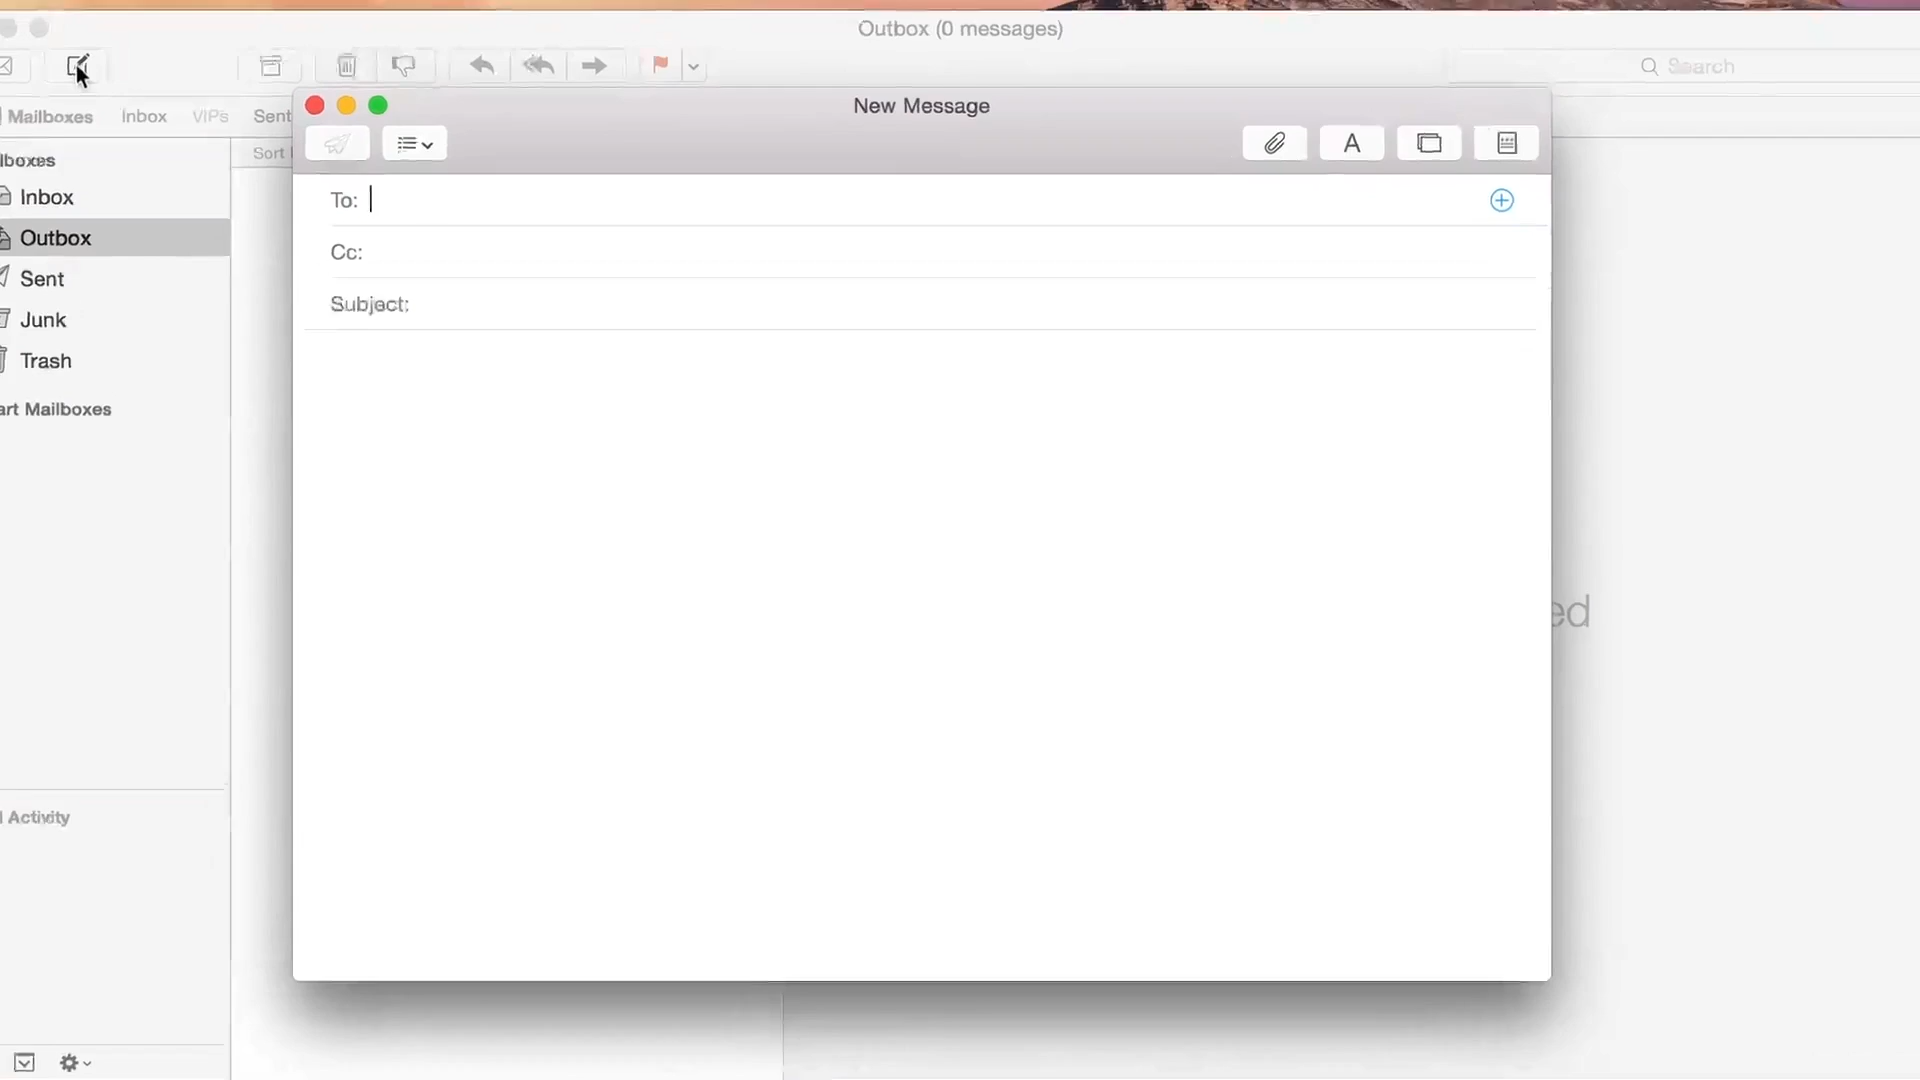 Outbox (0 messages)
Search
Mailboxes Inbox VIPs Sent
Sort
New Message
lboxes
Inbox
Outbox
Sent
Junk
Trash
art Mailboxes
To:
Cc:
Subject:
A
ed
Activity